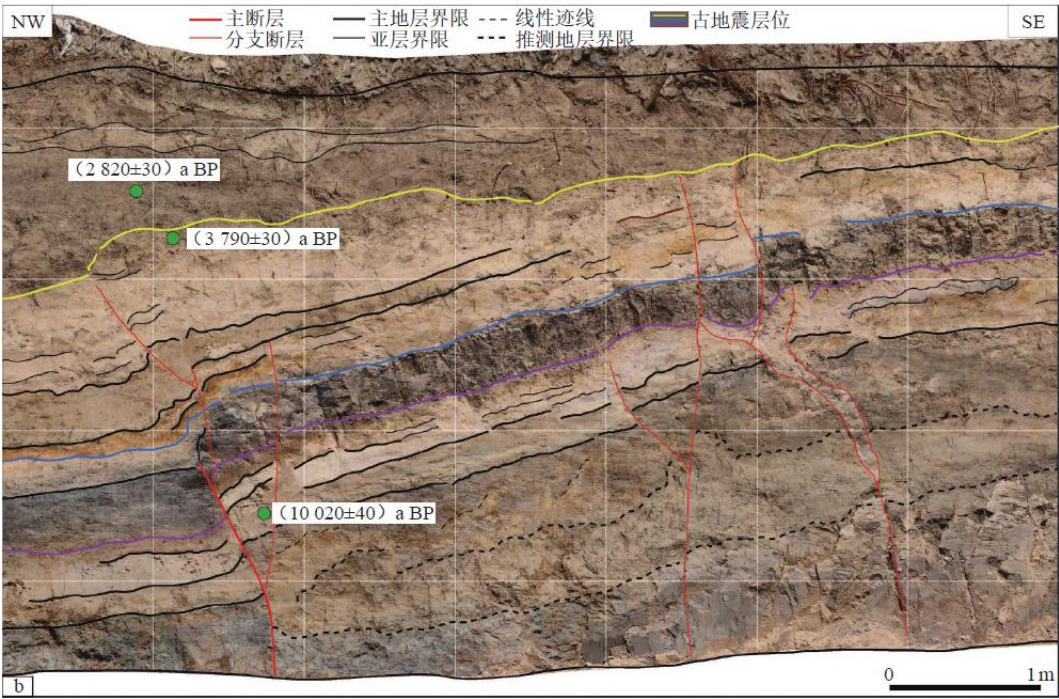 NW
主断层 主地层界限 线性迹线 古地震层位
分支断层 亚层界限 推测地层界限
SE
（2 820±30）a BP
（3 790±30）a BP
（10 020±40）a BP
b
0 1 m